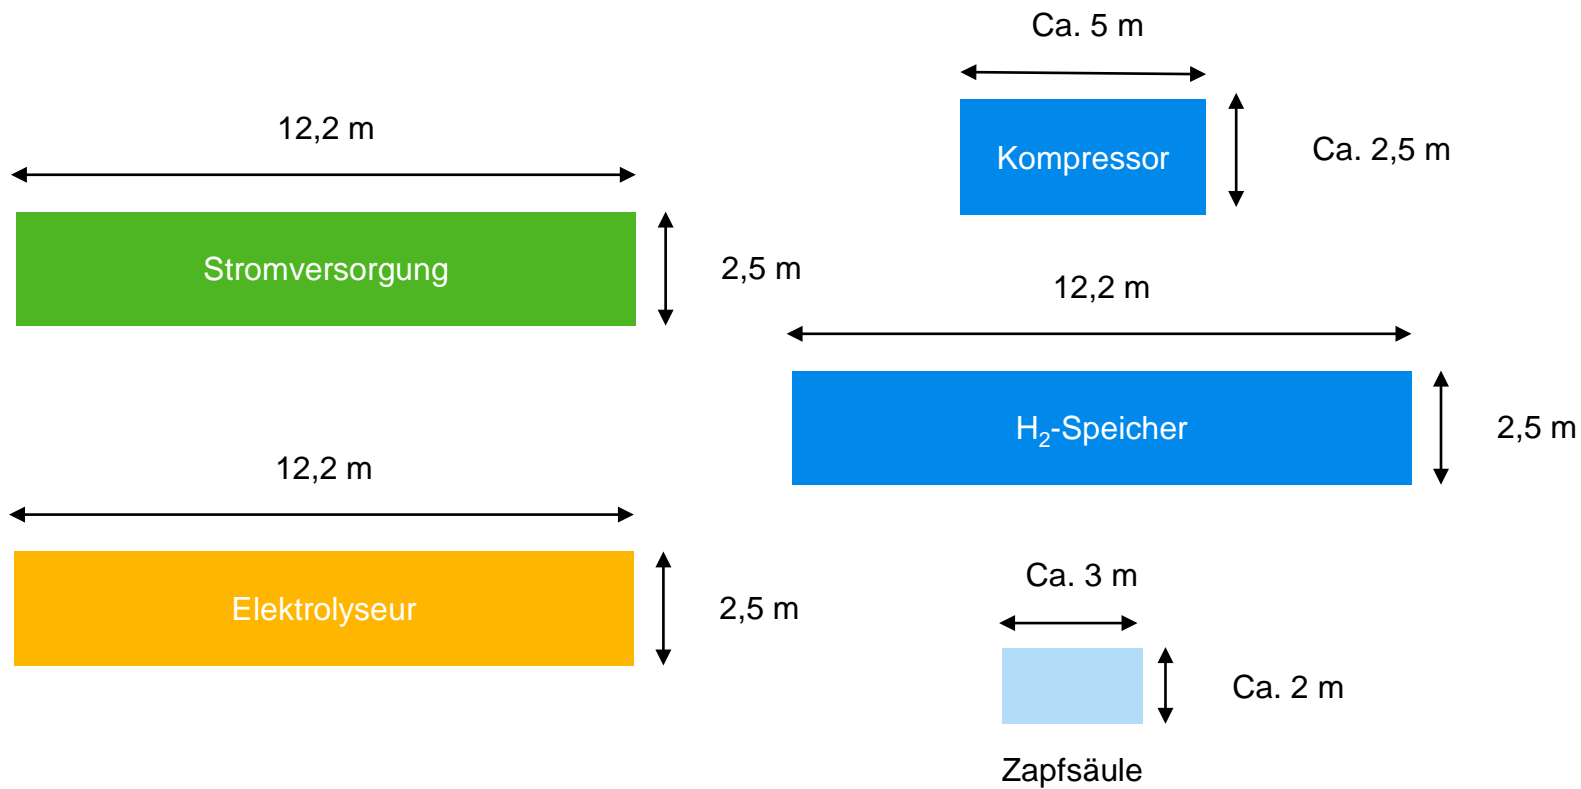 12,2 m
Stromversorgung
2,5 m
12,2 m
Elektrolyseur
2,5 m
Ca. 5 m
Kompressor
Ca. 2,5 m
12,2 m
H₂-Speicher
2,5 m
Ca. 3 m
Ca. 2 m
Zapfsäule